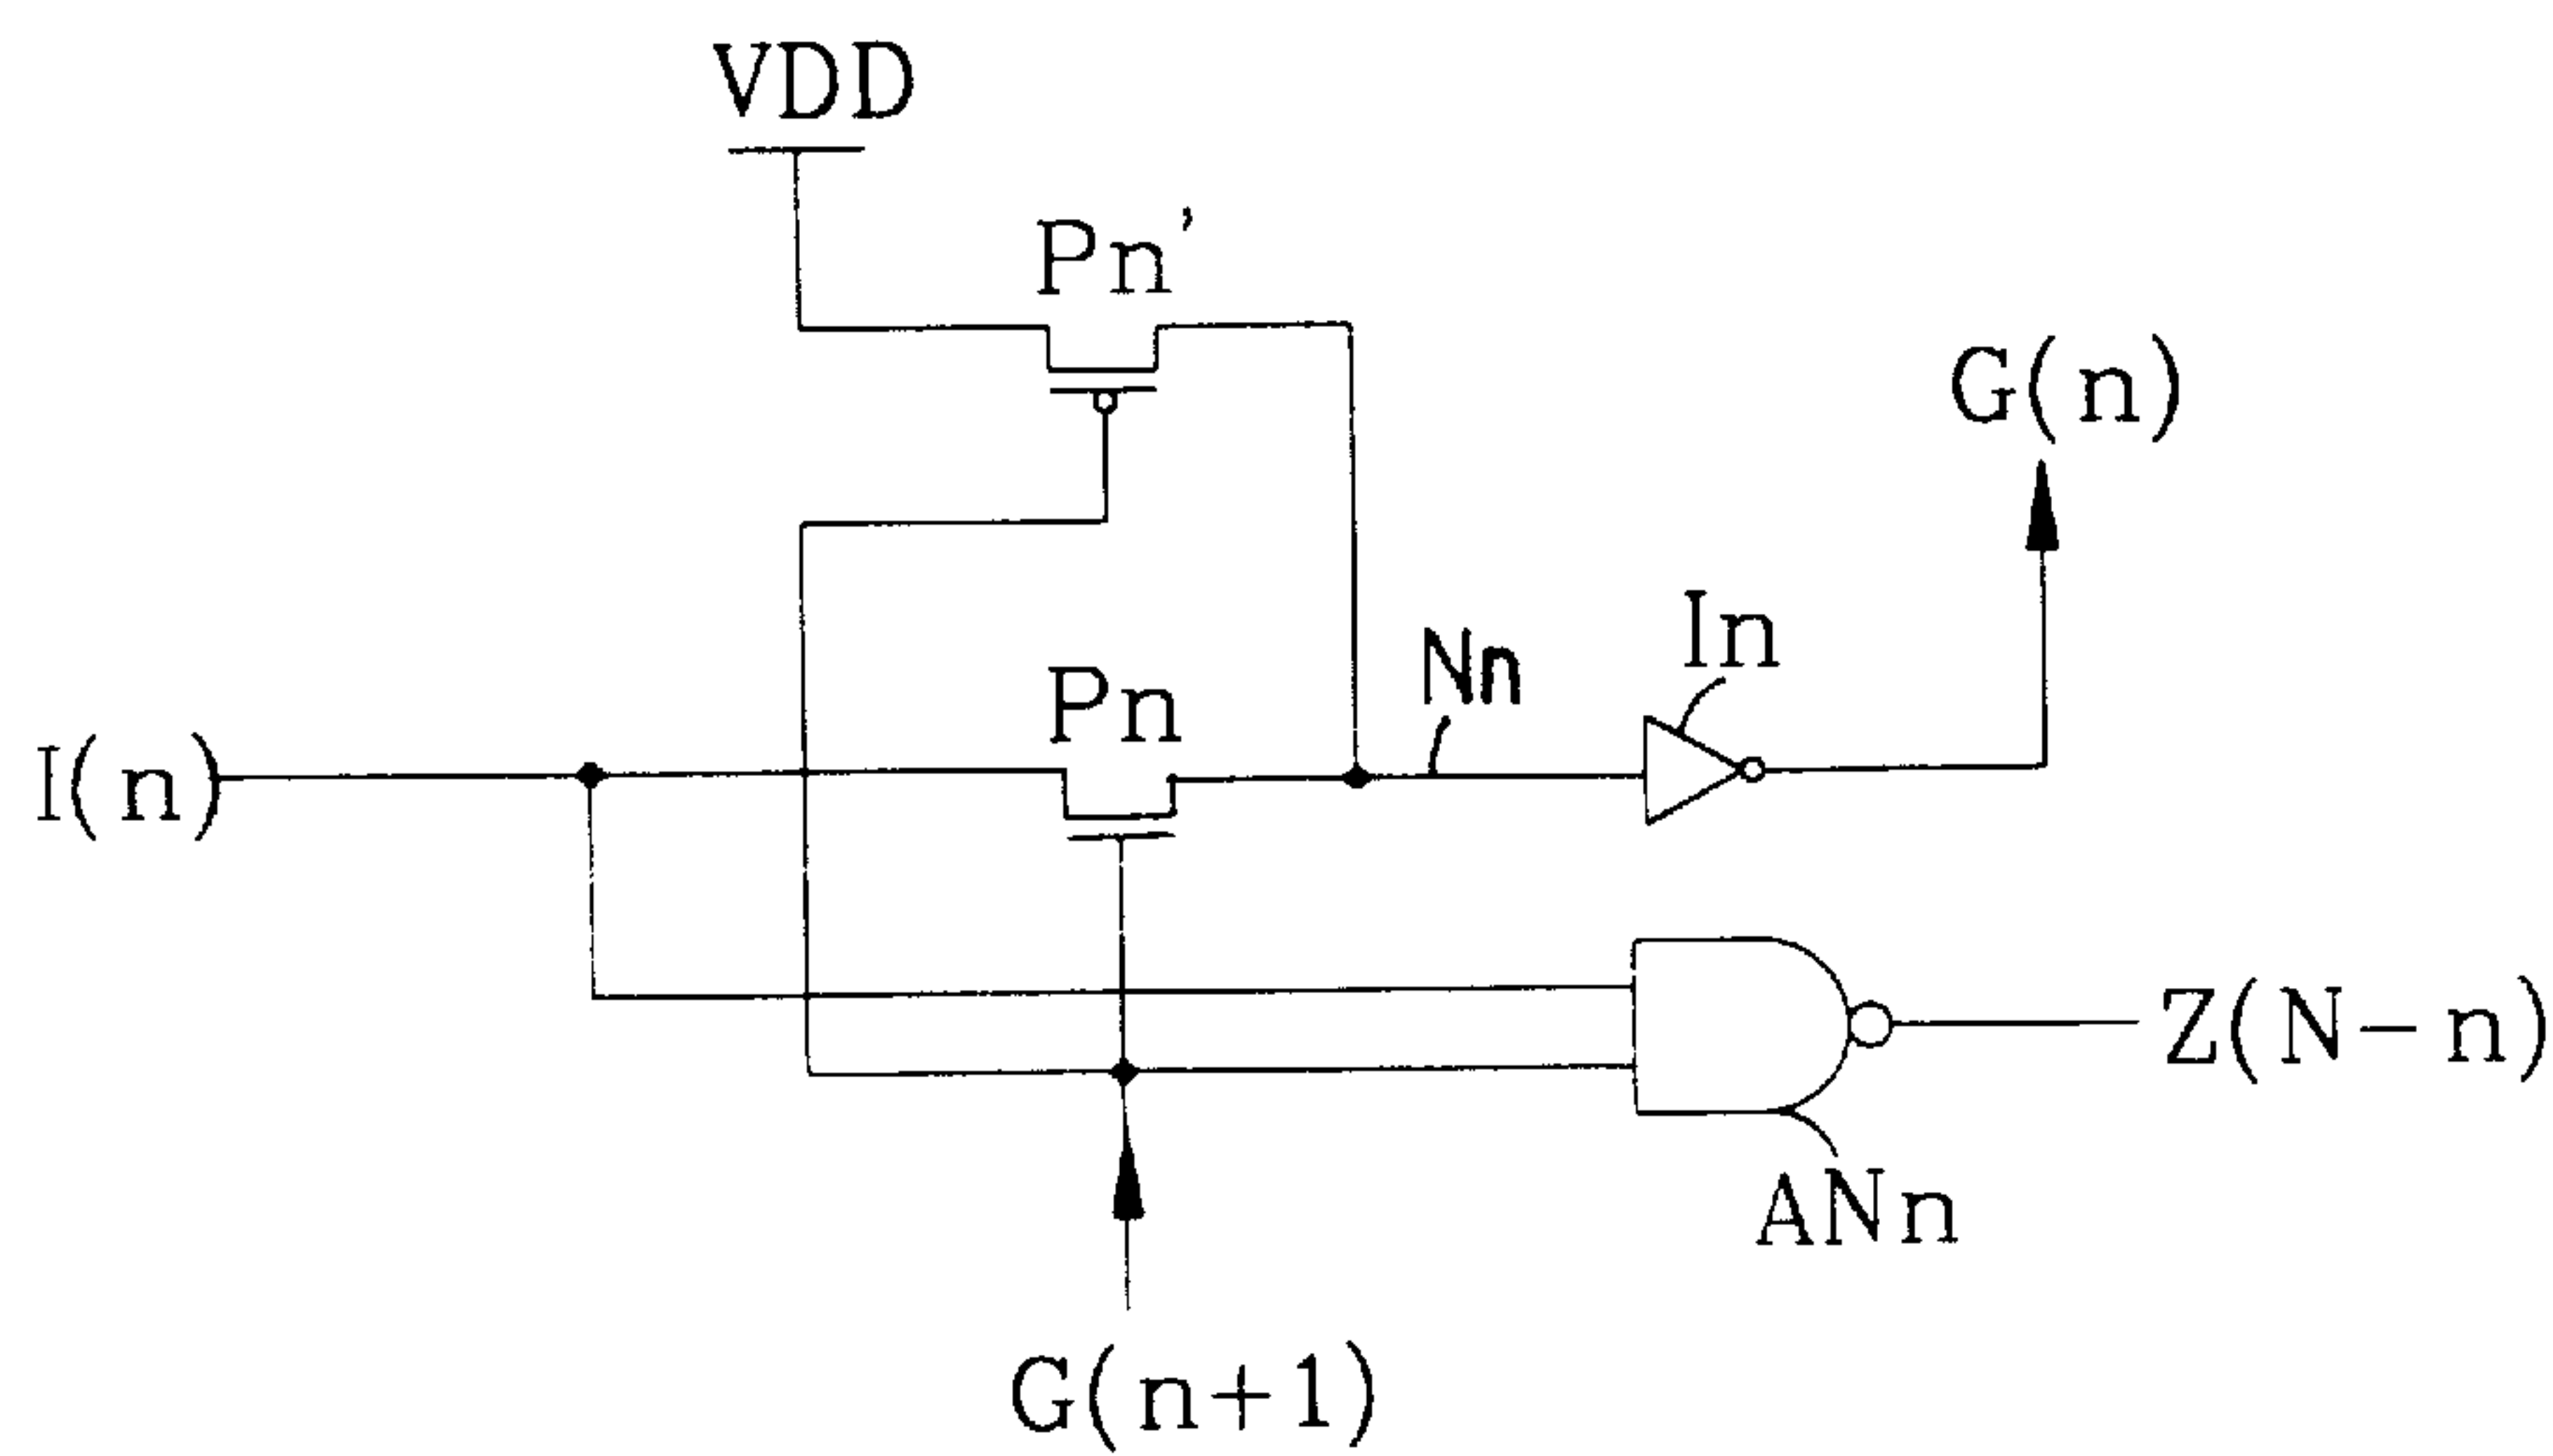 VDD
Pn'
G(n)
In
Nn
Pn
I(n)
Z(N-n)
ANn
G(n+1)